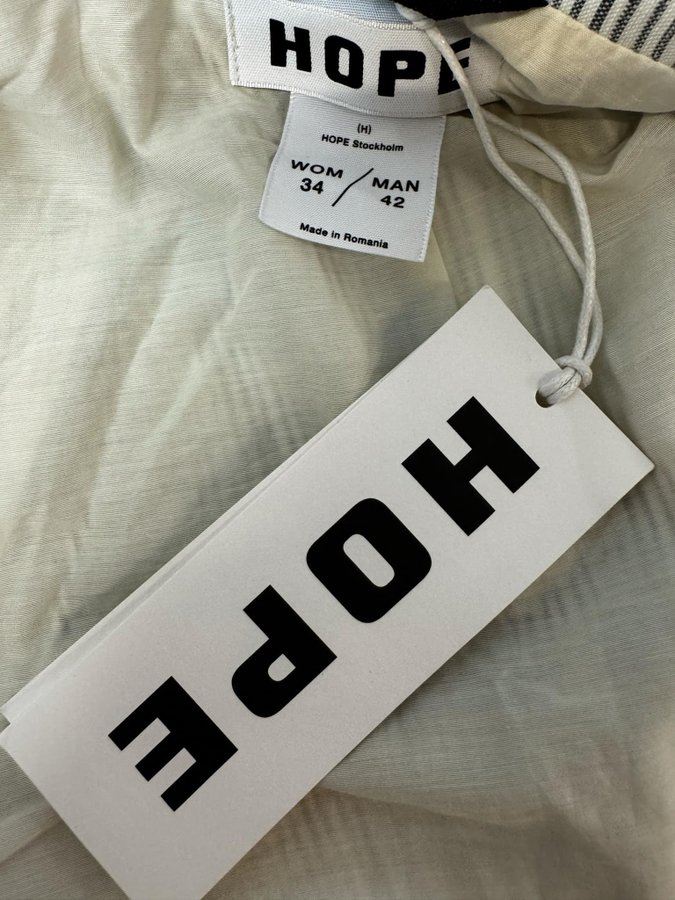 HOPE
(H)
HOPE Stockholm
WOM / MAN
34 42
Made in Romania
HOPE